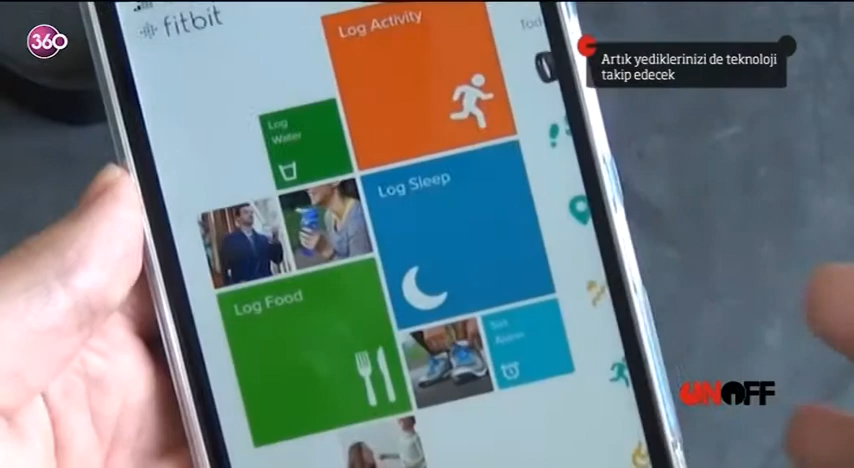 360
fitbit
Log Activity
Today
Artık yediklerinizi de teknoloji
takip edecek
Log
Water
Log Sleep
Log Food
Set
Alarm
UNOFF